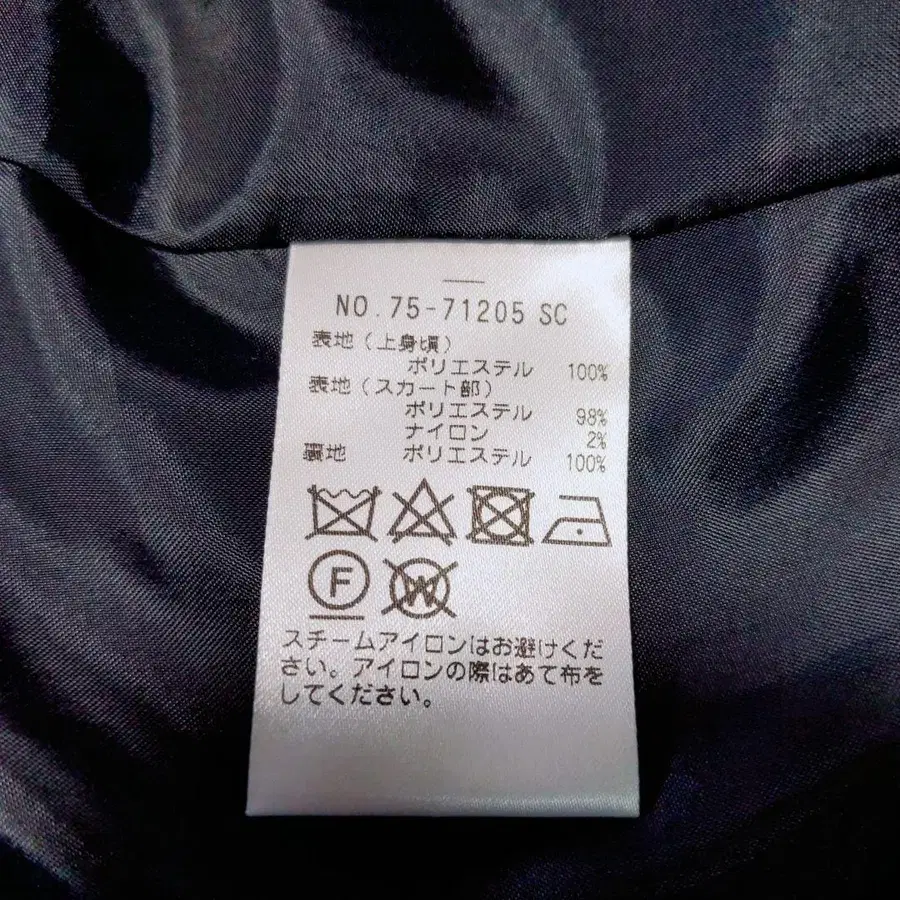 NO.75-71205 SC
表地(上身頃)
ポリエステル 100%
表地(スカート部)
ポリエステル 98%
ナイロン 2%
裏地 ポリエステル 100%
F W
スチームアイロンはお避けくだ
さい。アイロンの際はあて布を
してください。